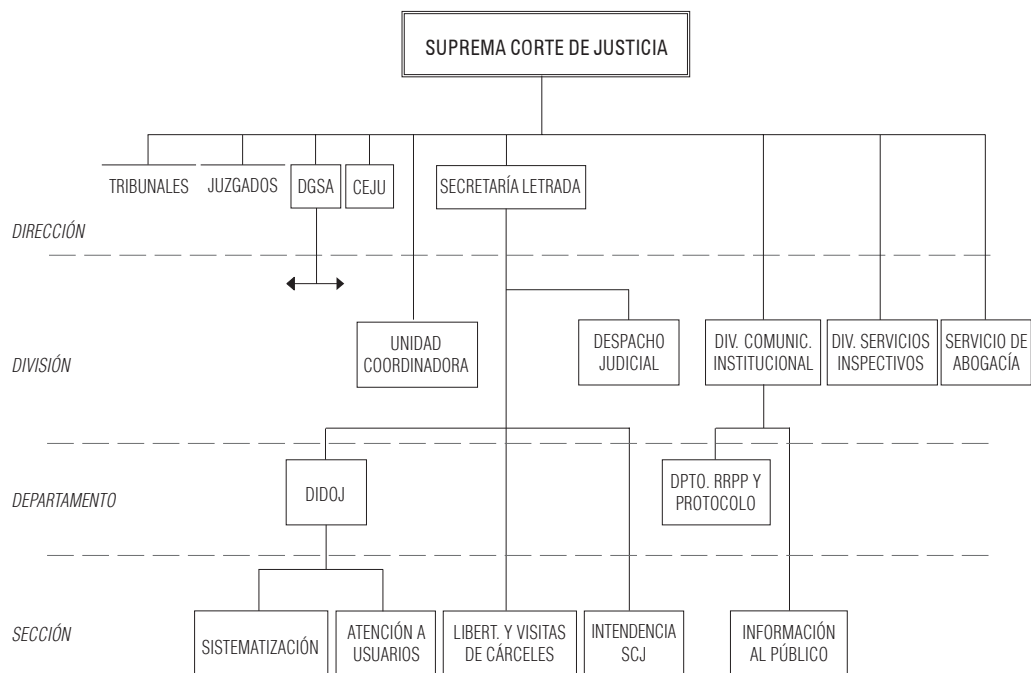 SUPREMA CORTE DE JUSTICIA
TRIBUNALES
JUZGADOS
DGSA
CEJU
SECRETARÍA LETRADA
DIRECCIÓN
UNIDAD
COORDINADORA
DESPACHO
JUDICIAL
DIV. COMUNIC.
INSTITUCIONAL
DIV. SERVICIOS
INSPECTIVOS
SERVICIO DE
ABOGACÍA
DIVISIÓN
DIDOJ
DPTO. RRPP Y
PROTOCOLO
DEPARTAMENTO
SISTEMATIZACIÓN
ATENCIÓN A
USUARIOS
LIBERT. Y VISITAS
DE CÁRCELES
INTENDENCIA
SCJ
INFORMACIÓN
AL PÚBLICO
SECCIÓN